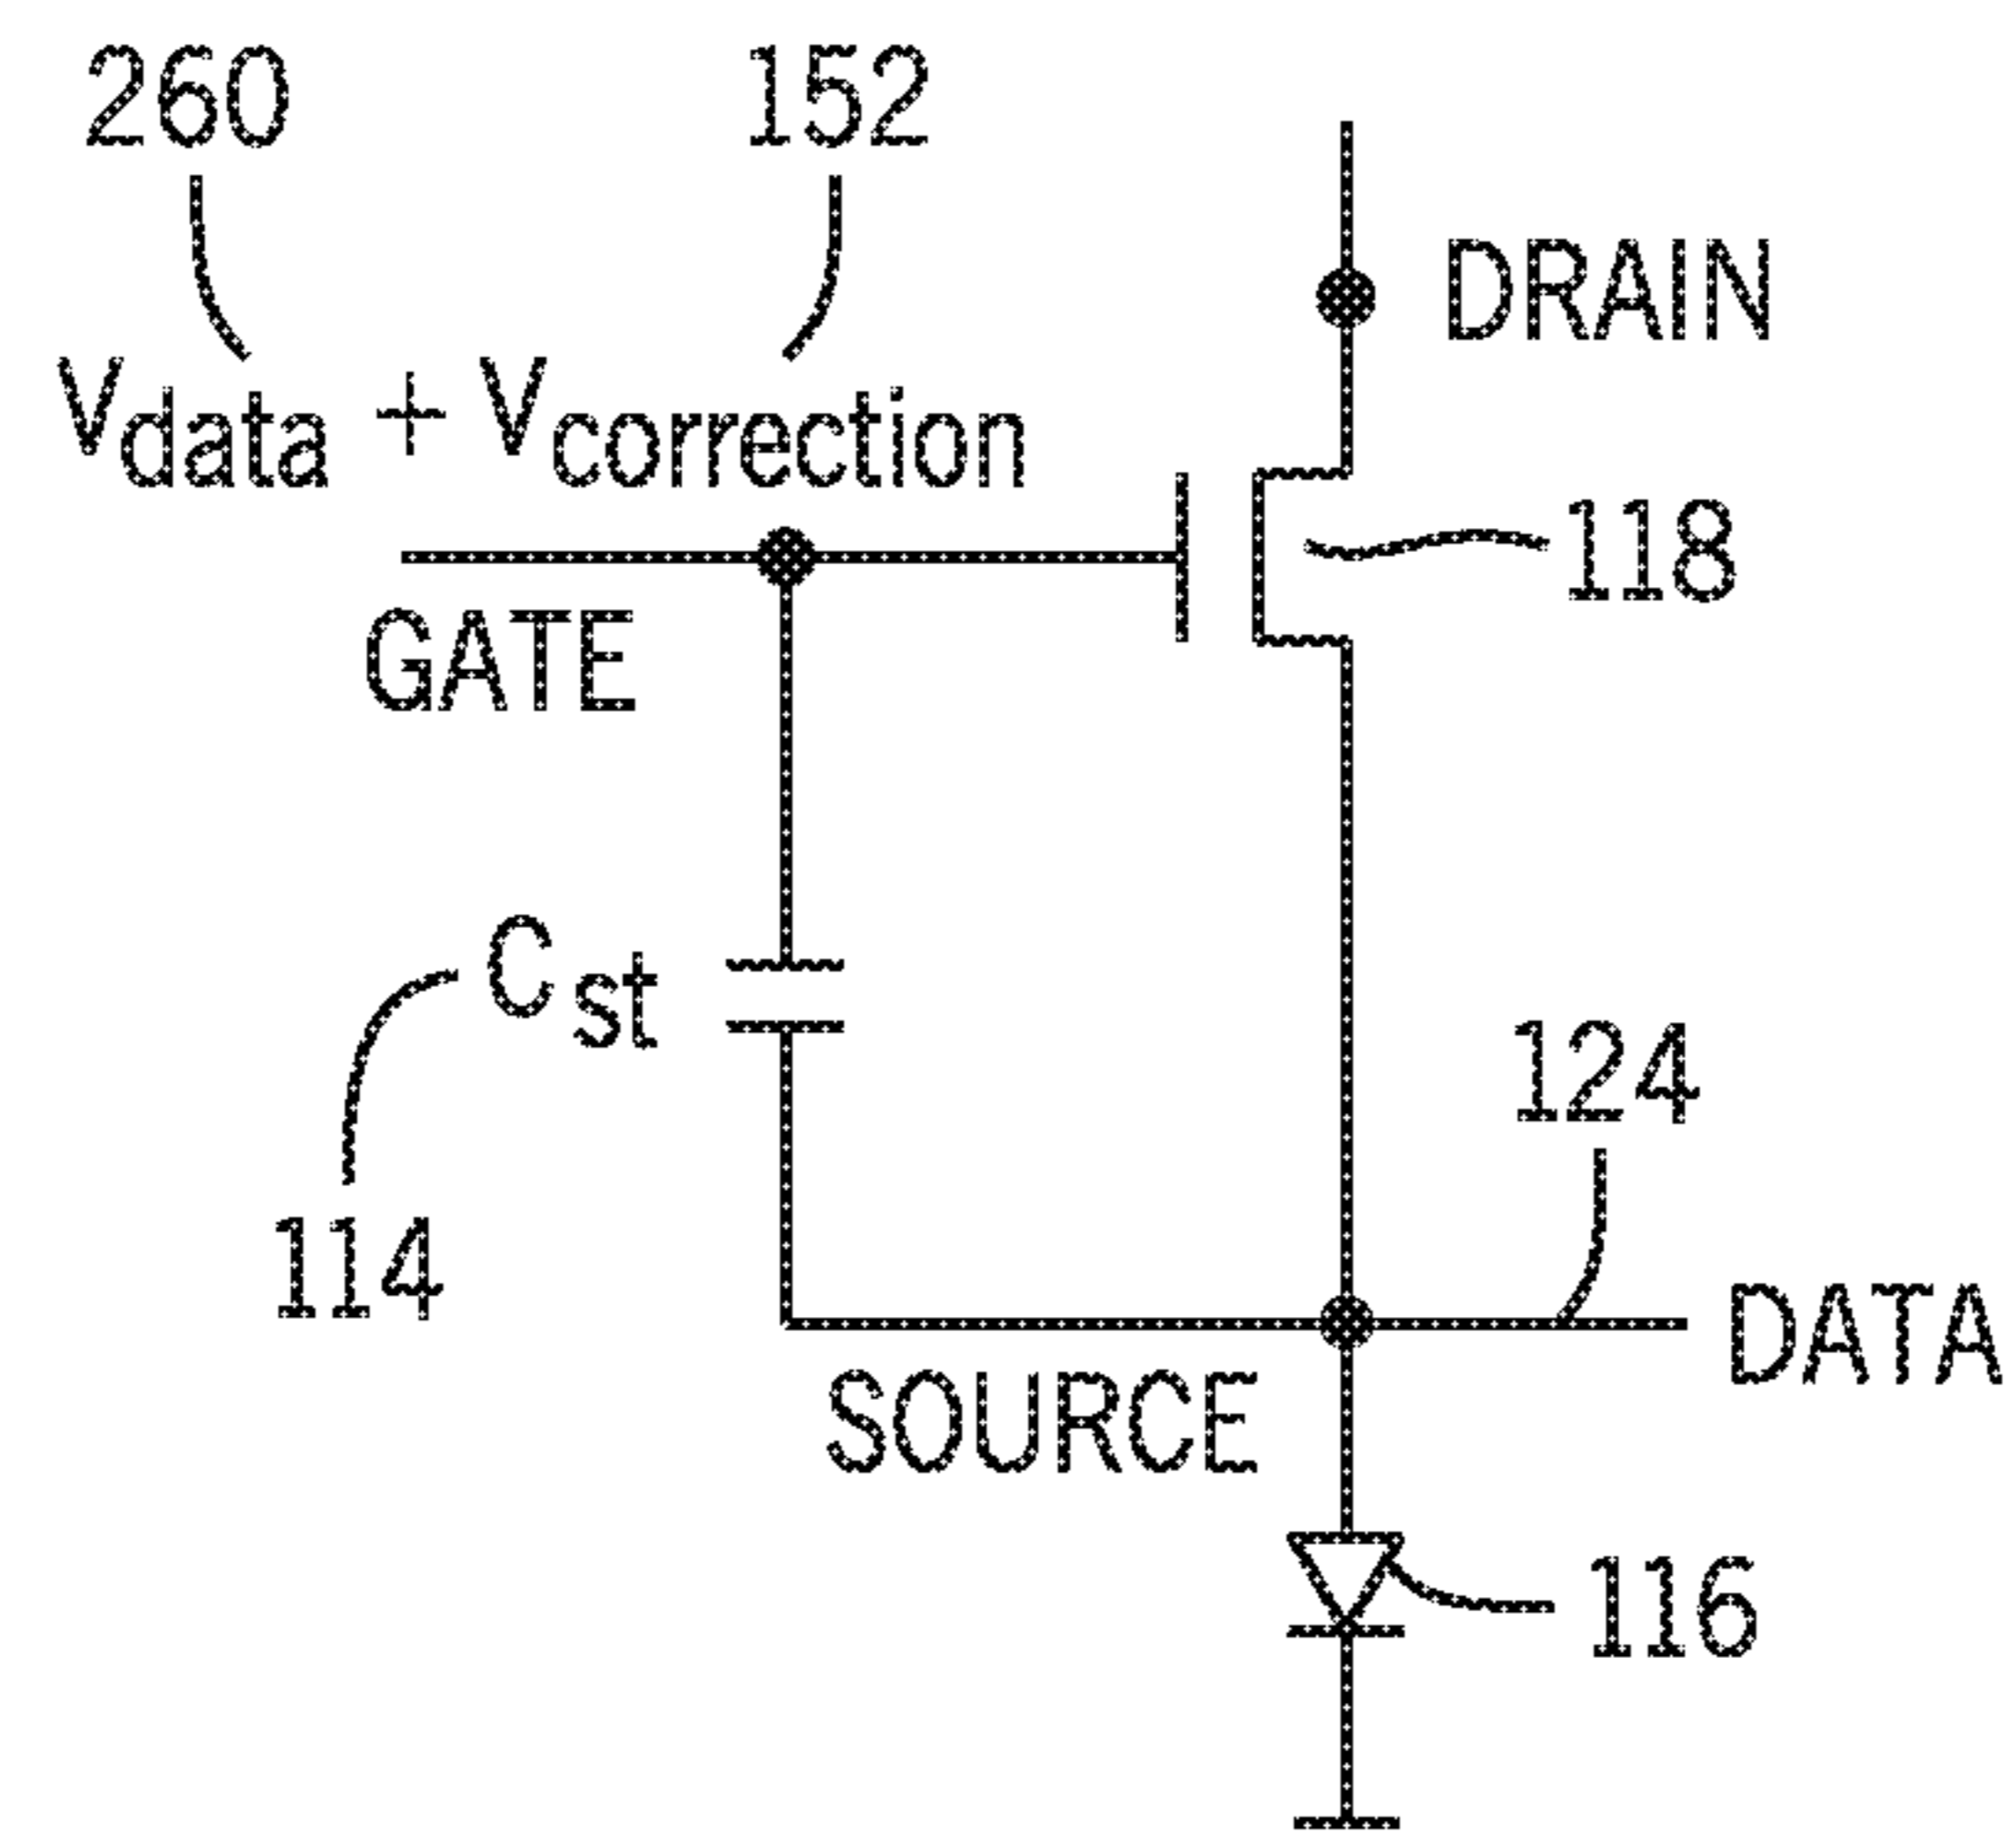 260
152
DRAIN
Vdata + Vcorrection
118
GATE
Cst
124
114
DATA
SOURCE
116